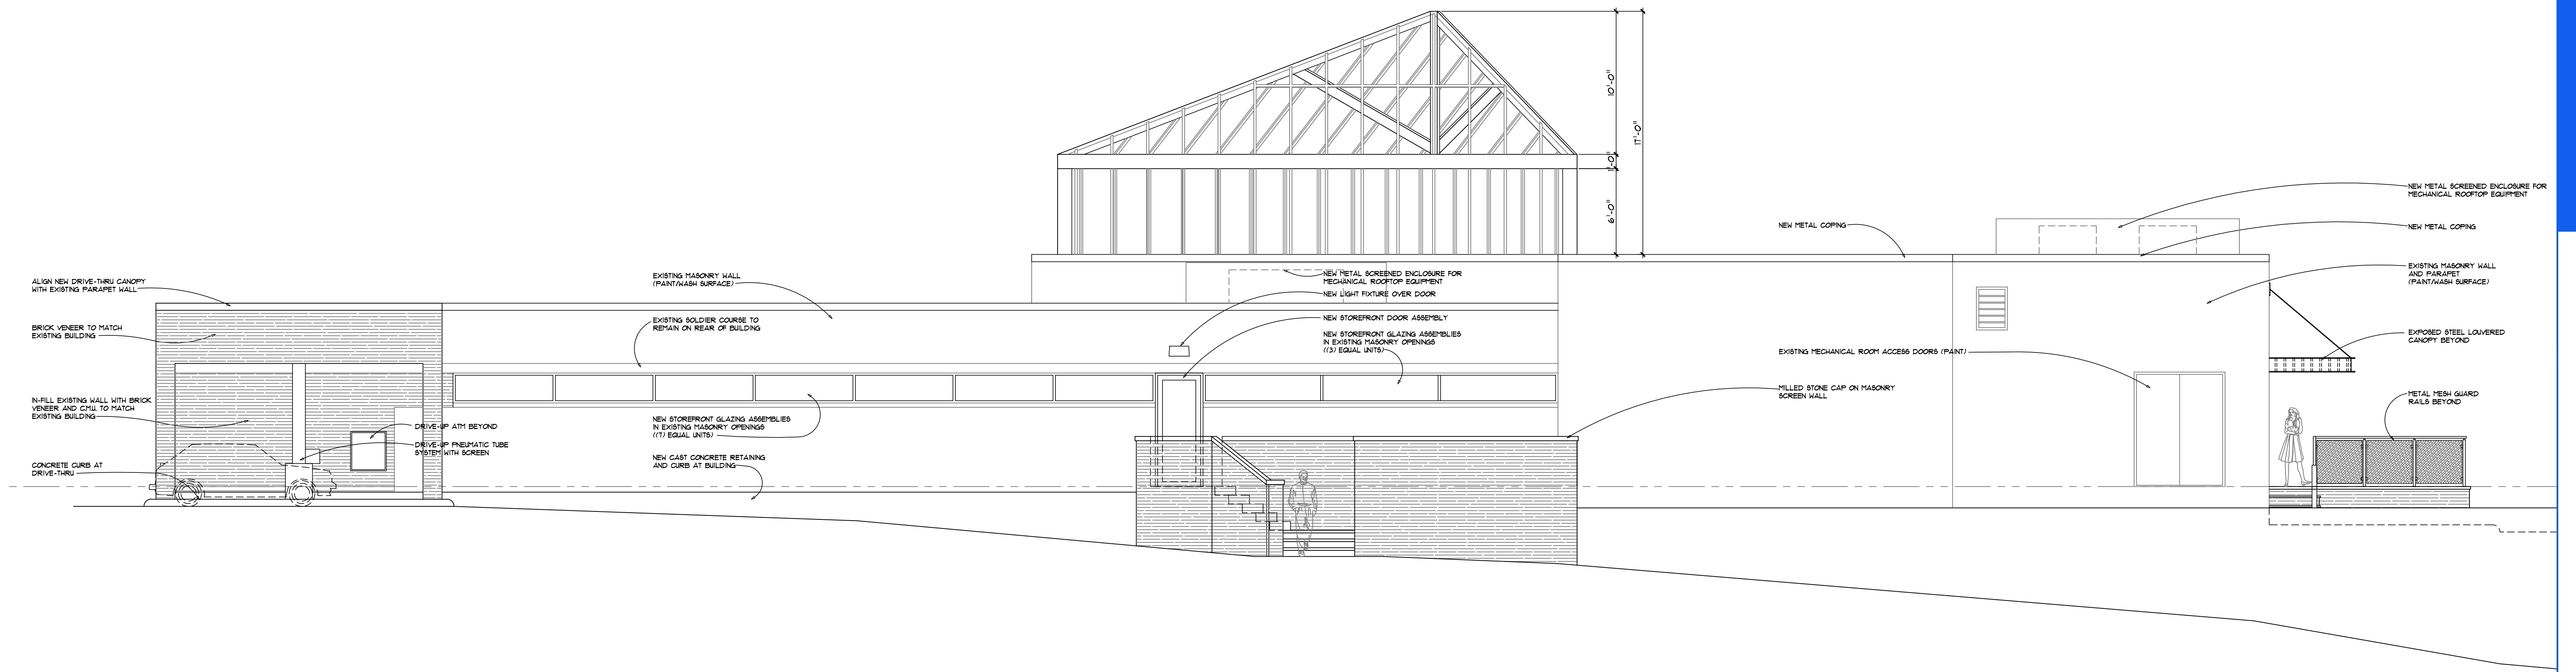 10'-0"
17'-0"
1'-0"
6'-0"
ALIGN NEW DRIVE-THRU CANOPY
WITH EXISTING PARAPET WALL
BRICK VENEER TO MATCH
EXISTING BUILDING
IN-FILL EXISTING WALL WITH BRICK
VENEER AND C.M.U. TO MATCH
EXISTING BUILDING
CONCRETE CURB AT
DRIVE-THRU
DRIVE-UP ATM BEYOND
DRIVE-UP PNEUMATIC TUBE
SYSTEM WITH SCREEN
EXISTING MASONRY WALL
(PAINT/WASH SURFACE)
EXISTING SOLDIER COURSE TO
REMAIN ON REAR OF BUILDING
NEW STOREFRONT GLAZING ASSEMBLIES
IN EXISTING MASONRY OPENINGS
((7) EQUAL UNITS)
NEW CAST CONCRETE RETAINING
AND CURB AT BUILDING
NEW METAL SCREENED ENCLOSURE FOR
MECHANICAL ROOFTOP EQUIPMENT
NEW LIGHT FIXTURE OVER DOOR
NEW STOREFRONT DOOR ASSEMBLY
NEW STOREFRONT GLAZING ASSEMBLIES
IN EXISTING MASONRY OPENINGS
((3) EQUAL UNITS)
NEW METAL COPING
EXISTING MECHANICAL ROOM ACCESS DOORS (PAINT)
MILLED STONE CAP ON MASONRY
SCREEN WALL
NEW METAL SCREENED ENCLOSURE FOR
MECHANICAL ROOFTOP EQUIPMENT
NEW METAL COPING
EXISTING MASONRY WALL
AND PARAPET
(PAINT/WASH SURFACE)
EXPOSED STEEL LOUVERED
CANOPY BEYOND
METAL MESH GUARD
RAILS BEYOND